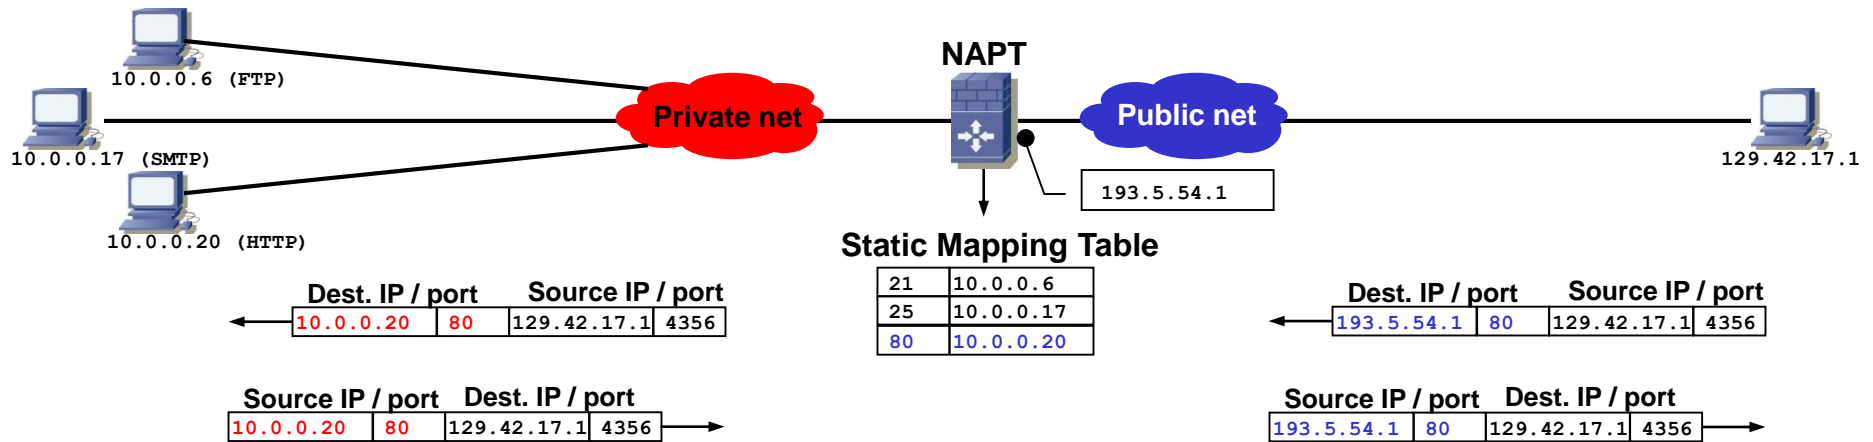 10.0.0.6 (FTP)
NAPT
Private net
Public net
10.0.0.17 (SMTP)
129.42.17.1
193.5.54.1
10.0.0.20 (HTTP)
Static Mapping Table
21 10.0.0.6
25 10.0.0.17
80 10.0.0.20
Dest. IP / port Source IP / port
10.0.0.20 80 129.42.17.1 4356
Dest. IP / port Source IP / port
193.5.54.1 80 129.42.17.1 4356
Source IP / port Dest. IP / port
10.0.0.20 80 129.42.17.1 4356
Source IP / port Dest. IP / port
193.5.54.1 80 129.42.17.1 4356